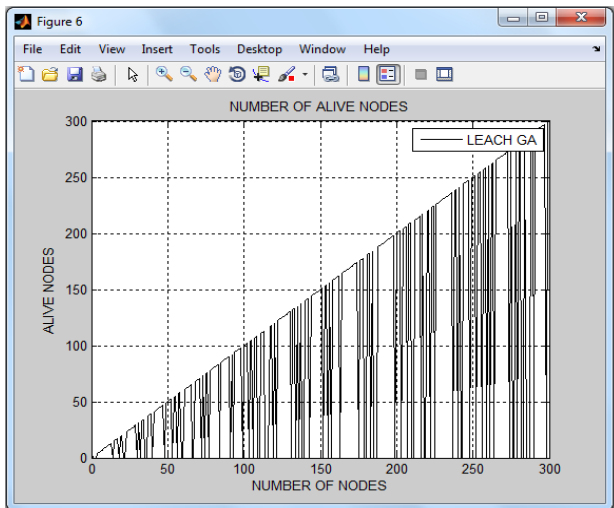 Figure 6
File Edit View Insert Tools Desktop Window Help
NUMBER OF ALIVE NODES
LEACH GA
300
250
200
150
100
50
0
ALIVE NODES
0 50 100 150 200 250 300
NUMBER OF NODES